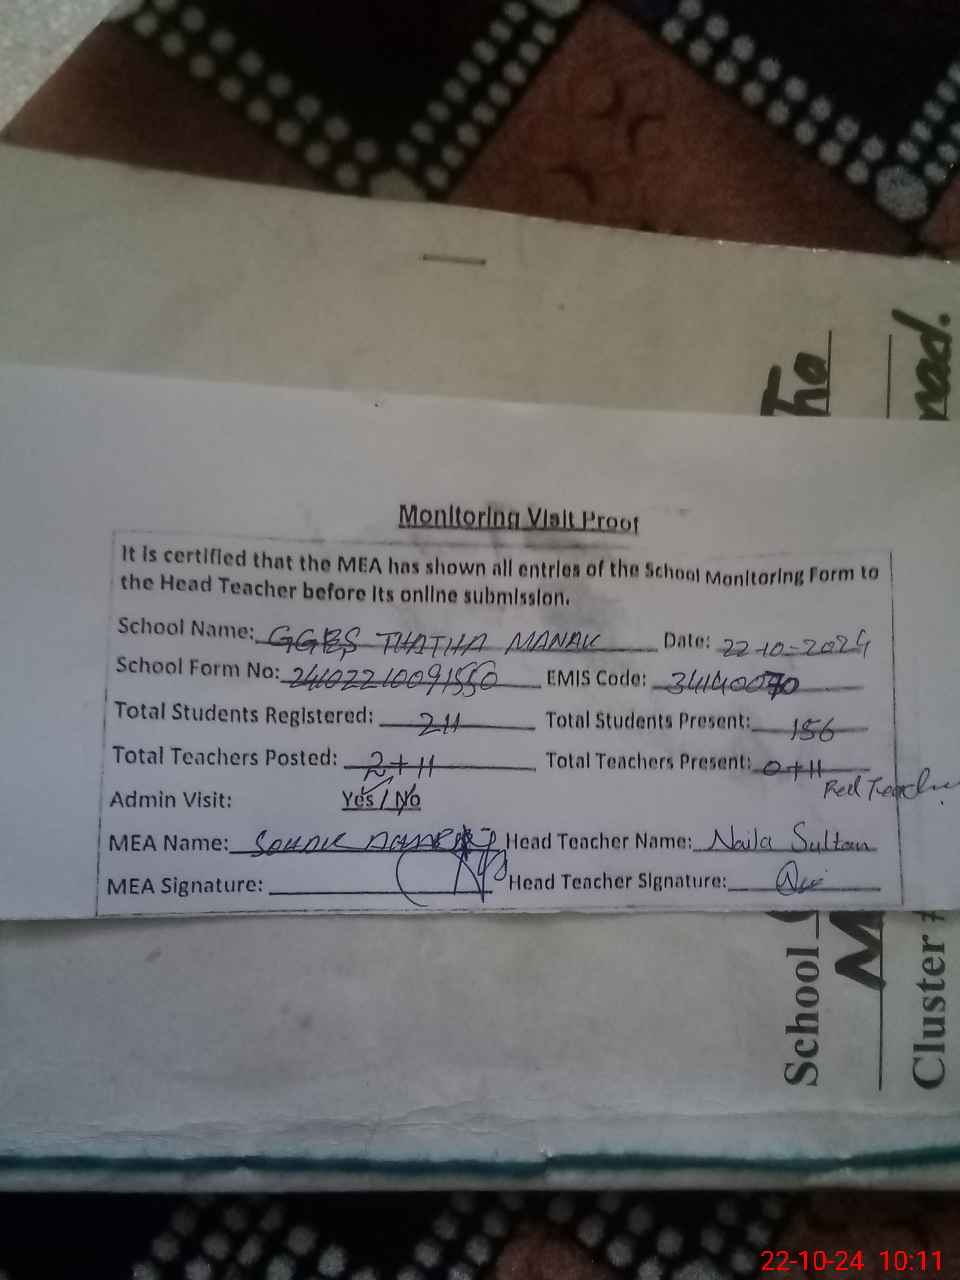 Tha
rad.
Monitoring Visit Proof
It is certified that the MEA has shown all entries of the School Monitoring Form to
the Head Teacher before its online submission.
School Name: GGES THATHA MANAK Date: 22-10-2024
School Form No: 24102210091550 EMIS Code: 34140070
Total Students Registered: 211 Total Students Present: 156
Total Teachers Posted: 2+11 Total Teachers Present: 0+11
Admin Visit: Yes / No
MEA Name: Head Teacher Name: Naila Sultan
MEA Signature: Head Teacher Signature:
School
M
Cluster #
22-10-24 10:11